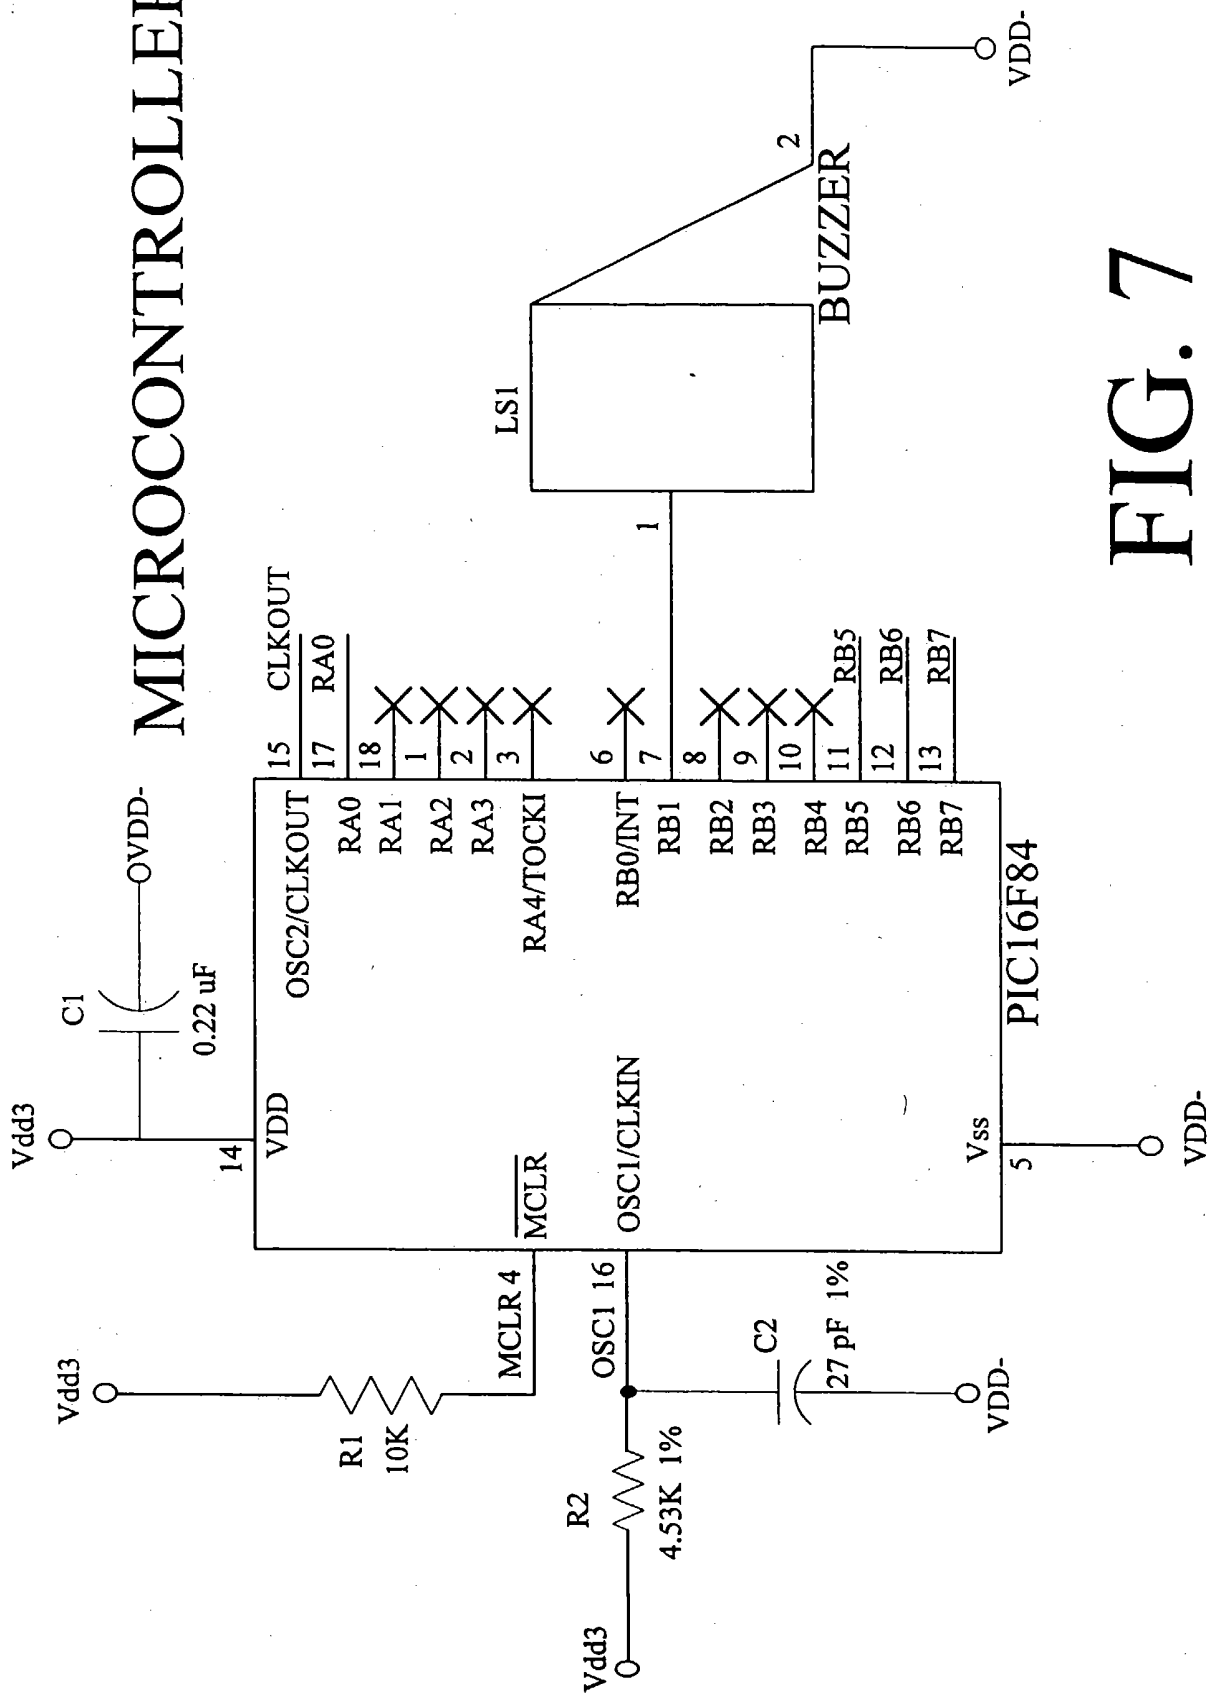 MICROCONTROLLER
Vdd3
C1
0.22 uF
VDD-
14
VDD
Vdd3
R1
10K
MCLR 4
MCLR
OSC2/CLKOUT
15
CLKOUT
RA0
17
RA0
RA1
18
RA2
1
RA3
2
RA4/TOCKI
3
RB0/INT
6
RB1
7
RB2
8
RB3
9
RB4
10
RB5
11
RB5
RB6
12
RB6
RB7
13
RB7
Vdd3
R2
4.53K 1%
OSC1 16
OSC1/CLKIN
C2
27 pF 1%
VDD-
Vss
5
VDD-
PIC16F84
LS1
1
2
BUZZER
VDD-
FIG. 7